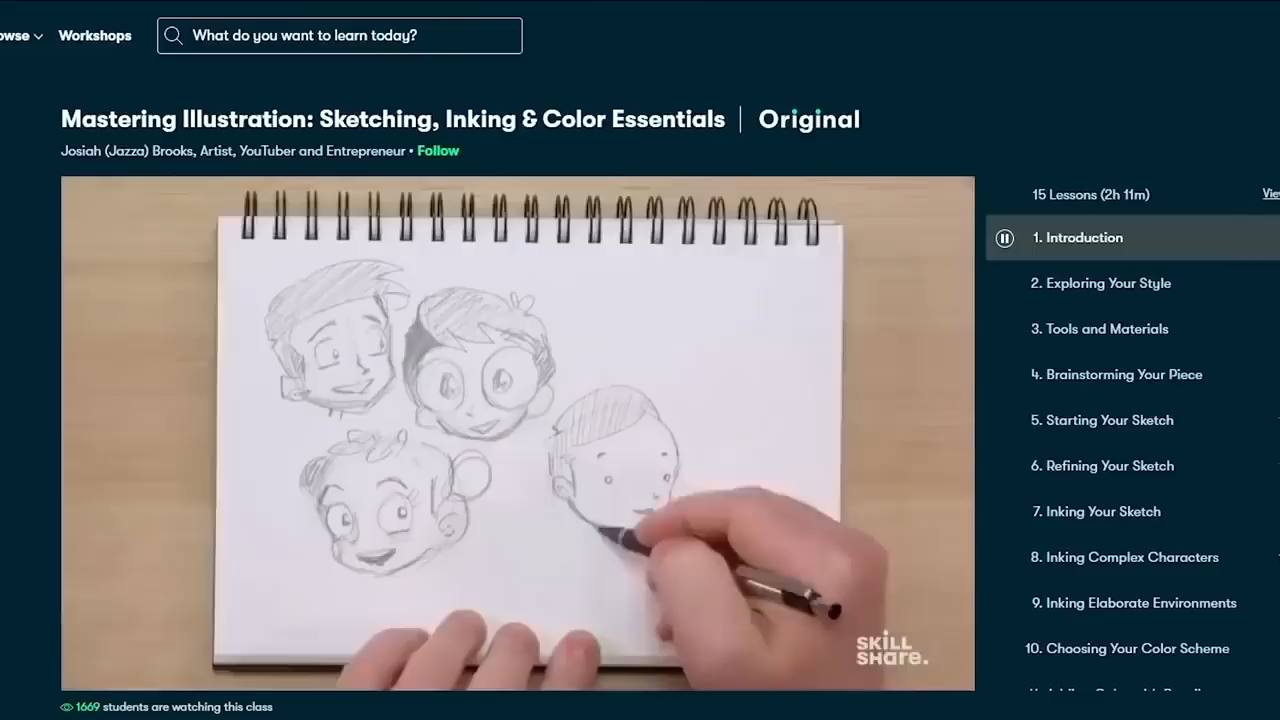 Workshops
What do you want to learn today?
Mastering Illustration: Sketching, Inking & Color Essentials | Original
Josiah (Jazza) Brooks, Artist, YouTuber and Entrepreneur • Follow
15 Lessons (2h 11m)
1. Introduction
2. Exploring Your Style
3. Tools and Materials
4. Brainstorming Your Piece
5. Starting Your Sketch
6. Refining Your Sketch
7. Inking Your Sketch
8. Inking Complex Characters
9. Inking Elaborate Environments
10. Choosing Your Color Scheme
SKILL
SHARE.
1669 students are watching this class